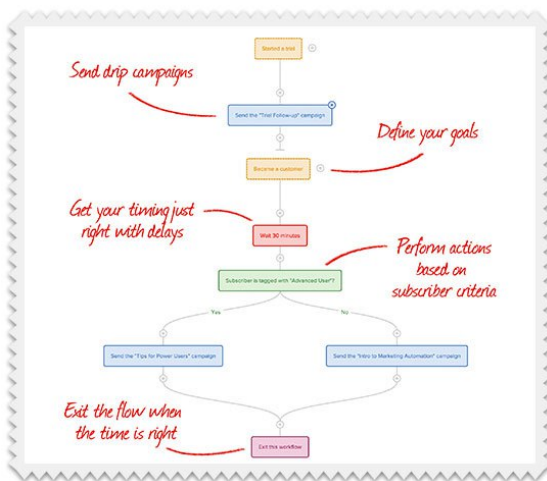 Started a trial
Send drip campaigns
Send the "Trial Follow-up" campaign
Define your goals
Became a customer
Get your timing just
right with delays
Wait 30 minutes
Perform actions
based on
subscriber criteria
Subscriber is tagged with "Advanced User"?
Yes
No
Send the "Tips for Power Users" campaign
Send the "Intro to Marketing Automation" campaign
Exit the flow when
the time is right
Exit this workflow